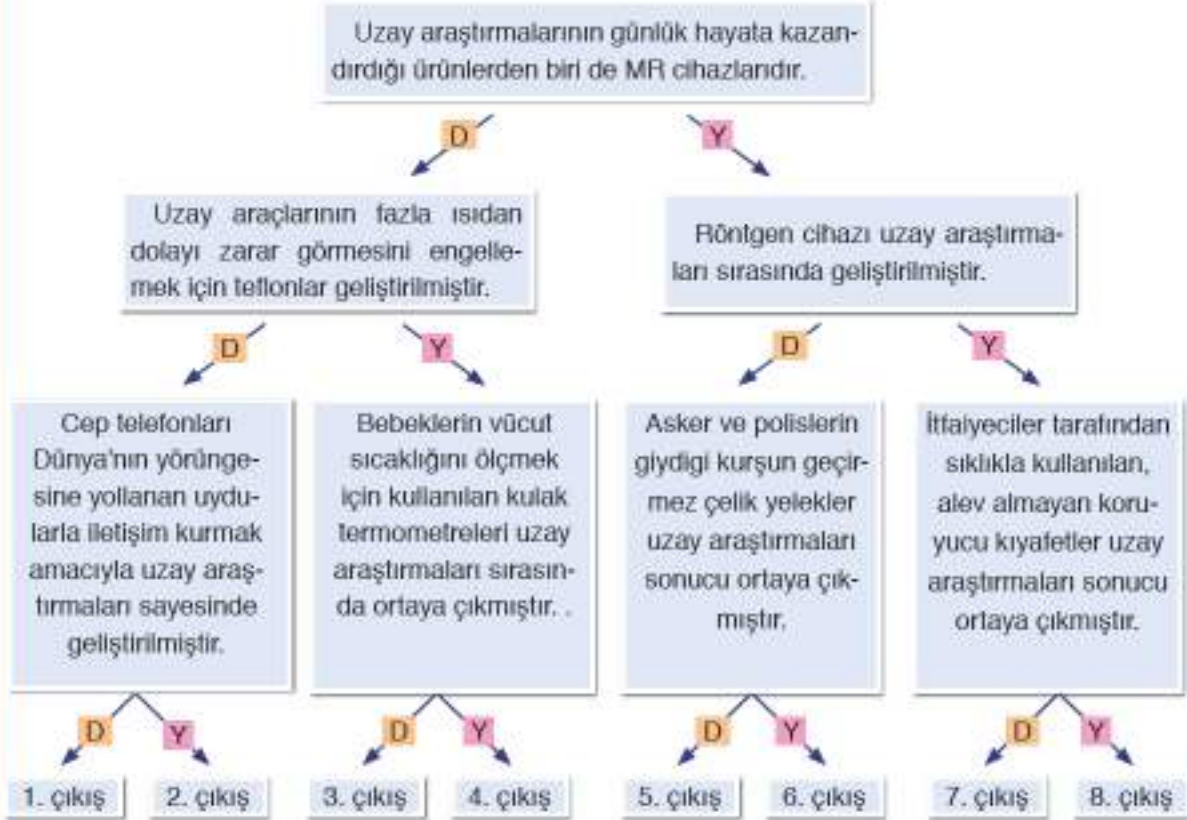 Uzay araştırmalarının günlük hayata kazan-
dırdığı ürünlerden biri de MR cihazlarıdır.
D
Y
Uzay araçlarının fazla ısıdan
dolayı zarar görmesini engelle-
mek için teflonlar geliştirilmiştir.
Röntgen cihazı uzay araştırma-
ları sırasında geliştirilmiştir.
D
Y
D
Y
Cep telefonları
Dünya'nın yörünge-
sine yollanan uydu-
larla iletişim kurmak
amacıyla uzay araş-
tırmaları sayesinde
geliştirilmiştir.
Bebeklerin vücut
sıcaklığını ölçmek
için kullanılan kulak
termometreleri uzay
araştırmaları sırasın-
da ortaya çıkmıştır. .
Asker ve polislerin
giydigi kurşun geçir-
mez çelik yelekler
uzay araştırmaları
sonucu ortaya çık-
mıştır.
İtfaiyeciler tarafından
sıklıkla kullanılan,
alev almayan koru-
yucu kıyafetler uzay
araştırmaları sonucu
ortaya çıkmıştır.
D
Y
D
Y
D
Y
D
Y
1. çıkış
2. çıkış
3. çıkış
4. çıkış
5. çıkış
6. çıkış
7. çıkış
8. çıkış